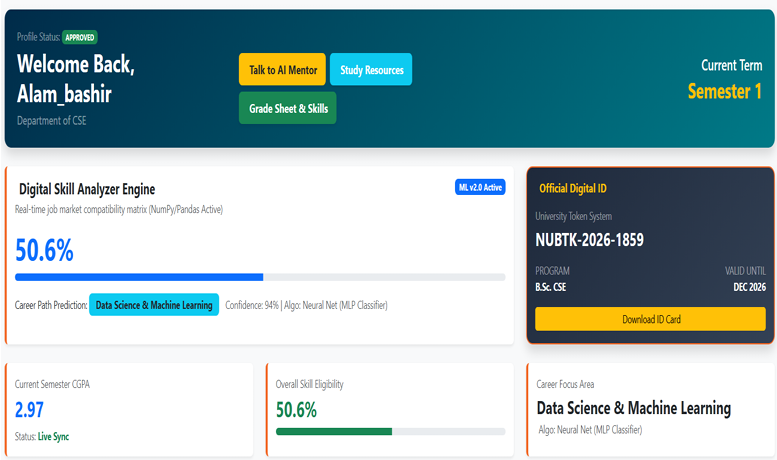 Profile Status: APPROVED
Welcome Back,
Alam_bashir
Department of CSE
Talk to AI Mentor
Study Resources
Grade Sheet & Skills
Current Term
Semester 1
Digital Skill Analyzer Engine
ML v2.0 Active
Real-time job market compatibility matrix (NumPy/Pandas Active)
50.6%
Career Path Prediction: Data Science & Machine Learning Confidence: 94% | Algo: Neural Net (MLP Classifier)
Official Digital ID
University Token System
NUBTK-2026-1859
PROGRAM VALID UNTIL
B.Sc. CSE DEC 2026
Download ID Card
Current Semester CGPA
2.97
Status: Live Sync
Overall Skill Eligibility
50.6%
Career Focus Area
Data Science & Machine Learning
Algo: Neural Net (MLP Classifier)